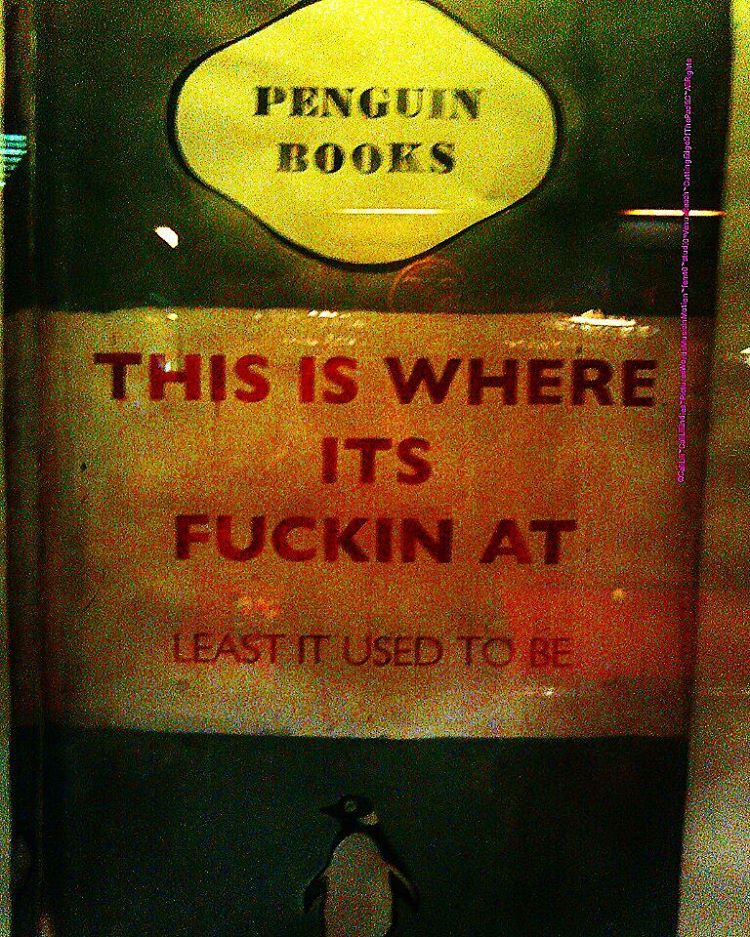 PENGUIN
BOOKS
THIS IS WHERE
ITS
FUCKIN AT
LEAST IT USED TO BE